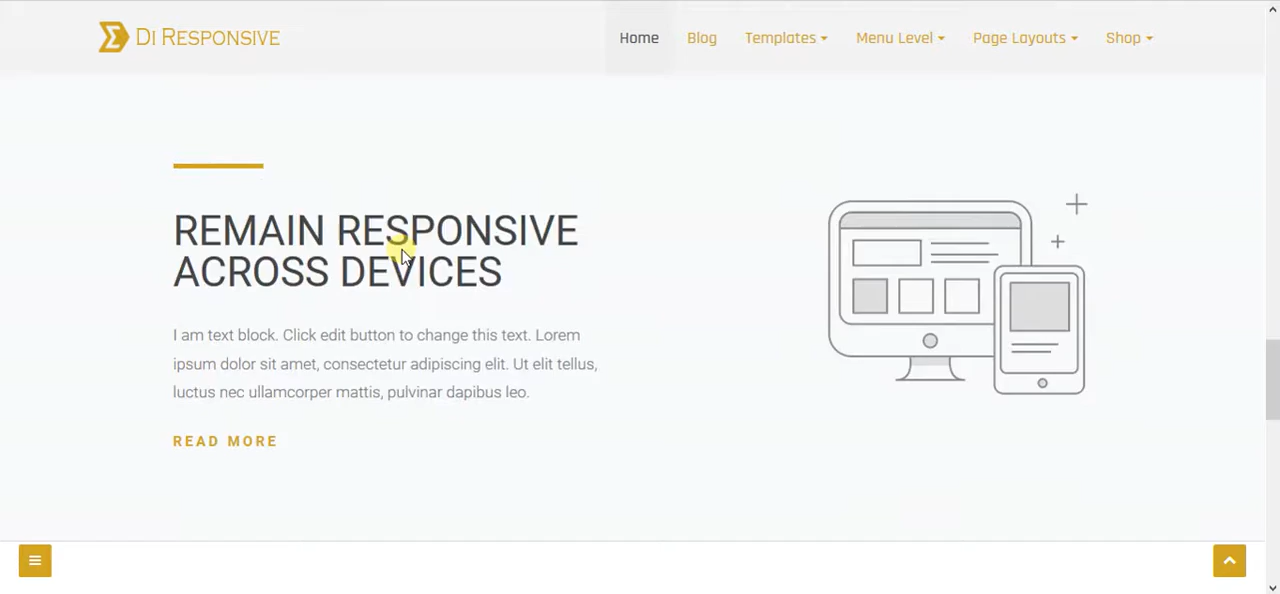 DI RESPONSIVE
Home Blog Templates Menu Level Page Layouts Shop
REMAIN RESPONSIVE
ACROSS DEVICES
I am text block. Click edit button to change this text. Lorem
ipsum dolor sit amet, consectetur adipiscing elit. Ut elit tellus,
luctus nec ullamcorper mattis, pulvinar dapibus leo.
READ MORE